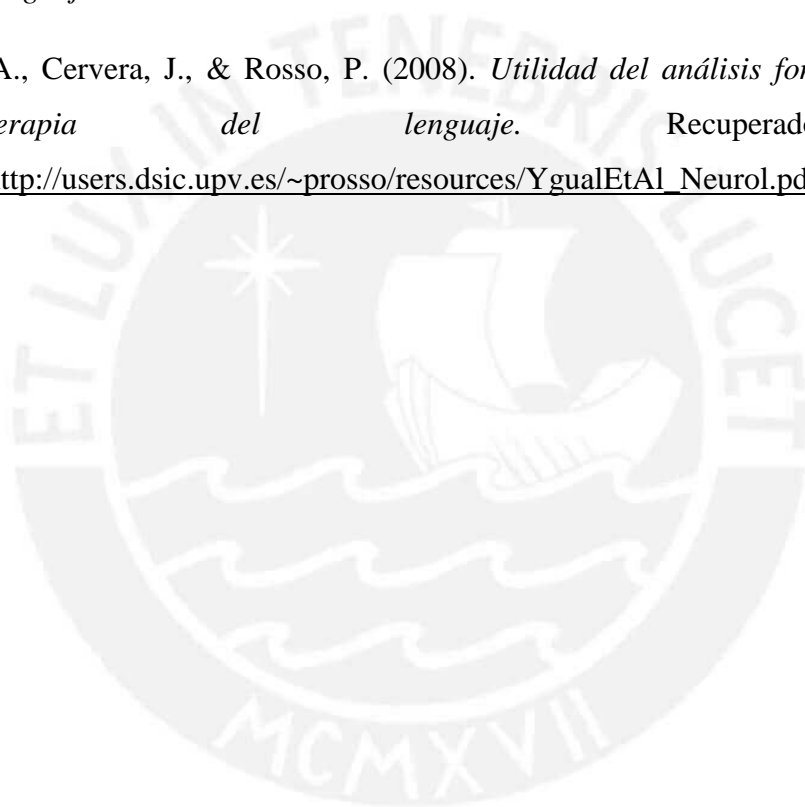 A., Cervera, J., & Rosso, P. (2008). Utilidad del análisis
erapia del lenguaje. Recuperado
ttp://users.dsic.upv.es/~prosso/resources/YgualEtAl_Neurol.pd
ET LUX IN TENEBRIS LUCET
MCMXVII